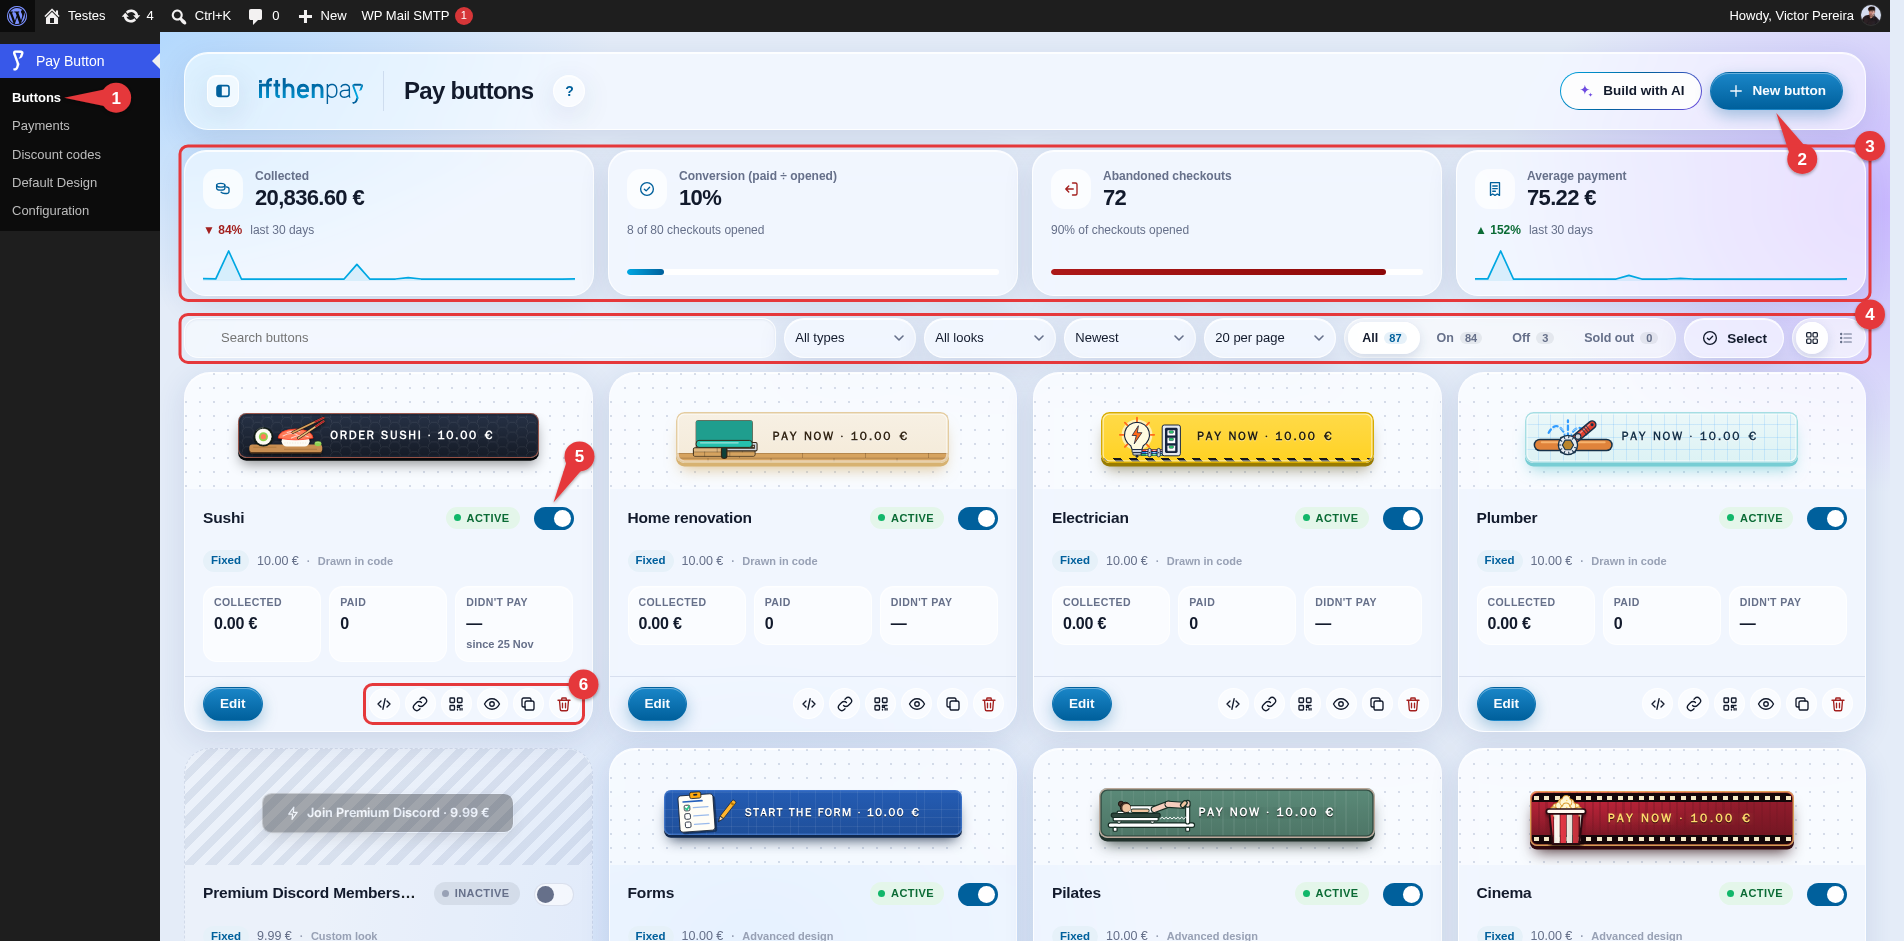 Testes 4 Ctrl+K 0 New WP Mail SMTP 1 Howdy, Victor Pereira
Pay Button
Buttons 1
Payments
Discount codes
Default Design
Configuration
ifthenpay Pay buttons ? Build with AI New button
2
3
Collected
20,836.60 €
▼ 84% last 30 days
Conversion (paid ÷ opened)
10%
8 of 80 checkouts opened
Abandoned checkouts
72
90% of checkouts opened
Average payment
75.22 €
▲ 152% last 30 days
4
Search buttons All types All looks Newest 20 per page All 87 On 84 Off 3 Sold out 0 Select
ORDER SUSHI · 10.00 €
5
Sushi ACTIVE
Fixed 10.00 € · Drawn in code
COLLECTED PAID DIDN'T PAY
0.00 € 0 —
since 25 Nov
Edit
6
PAY NOW · 10.00 €
Home renovation ACTIVE
Fixed 10.00 € · Drawn in code
COLLECTED PAID DIDN'T PAY
0.00 € 0 —
Edit
PAY NOW · 10.00 €
Electrician ACTIVE
Fixed 10.00 € · Drawn in code
COLLECTED PAID DIDN'T PAY
0.00 € 0 —
Edit
PAY NOW · 10.00 €
Plumber ACTIVE
Fixed 10.00 € · Drawn in code
COLLECTED PAID DIDN'T PAY
0.00 € 0 —
Edit
Join Premium Discord · 9.99 €
Premium Discord Members… INACTIVE
Fixed 9.99 € · Custom look
START THE FORM · 10.00 €
Forms ACTIVE
Fixed 10.00 € · Advanced design
PAY NOW · 10.00 €
Pilates ACTIVE
Fixed 10.00 € · Advanced design
PAY NOW · 10.00 €
Cinema ACTIVE
Fixed 10.00 € · Advanced design